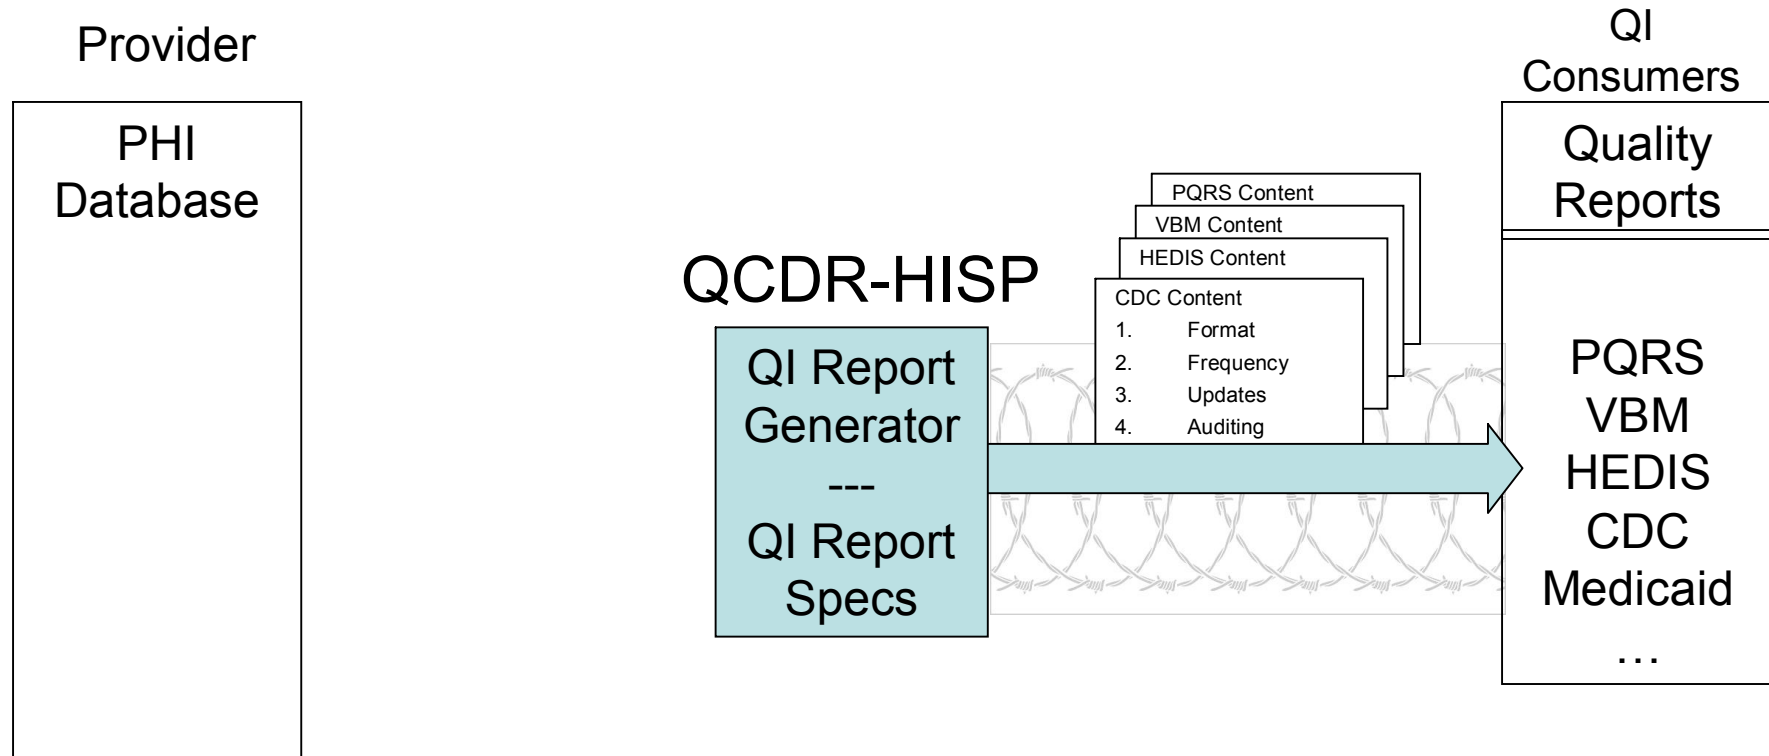 Provider
PHI
Database
QCDR-HISP
QI Report
Generator
---
QI Report
Specs
PQRS Content
VBM Content
HEDIS Content
CDC Content
1. Format
2. Frequency
3. Updates
4. Auditing
QI
Consumers
Quality
Reports
PQRS
VBM
HEDIS
CDC
Medicaid
…